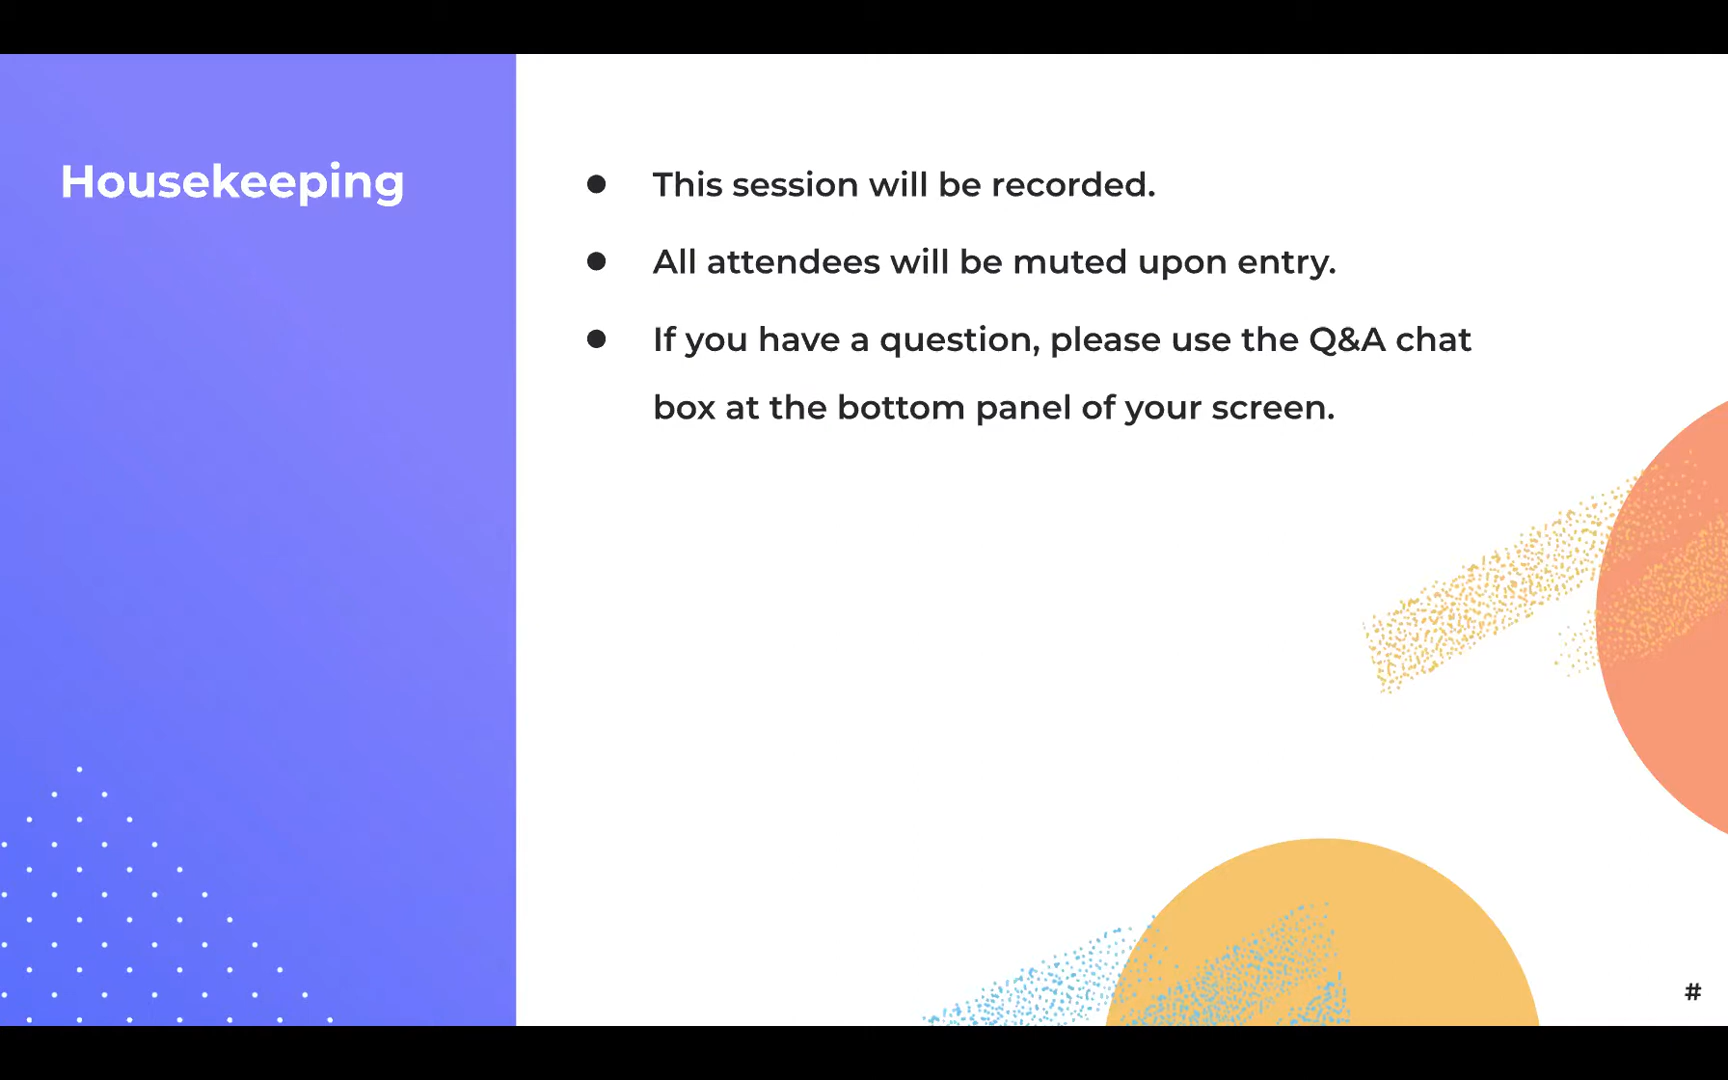 Housekeeping
● This session will be recorded.
● All attendees will be muted upon entry.
● If you have a question, please use the Q&A chat
box at the bottom panel of your screen.
#